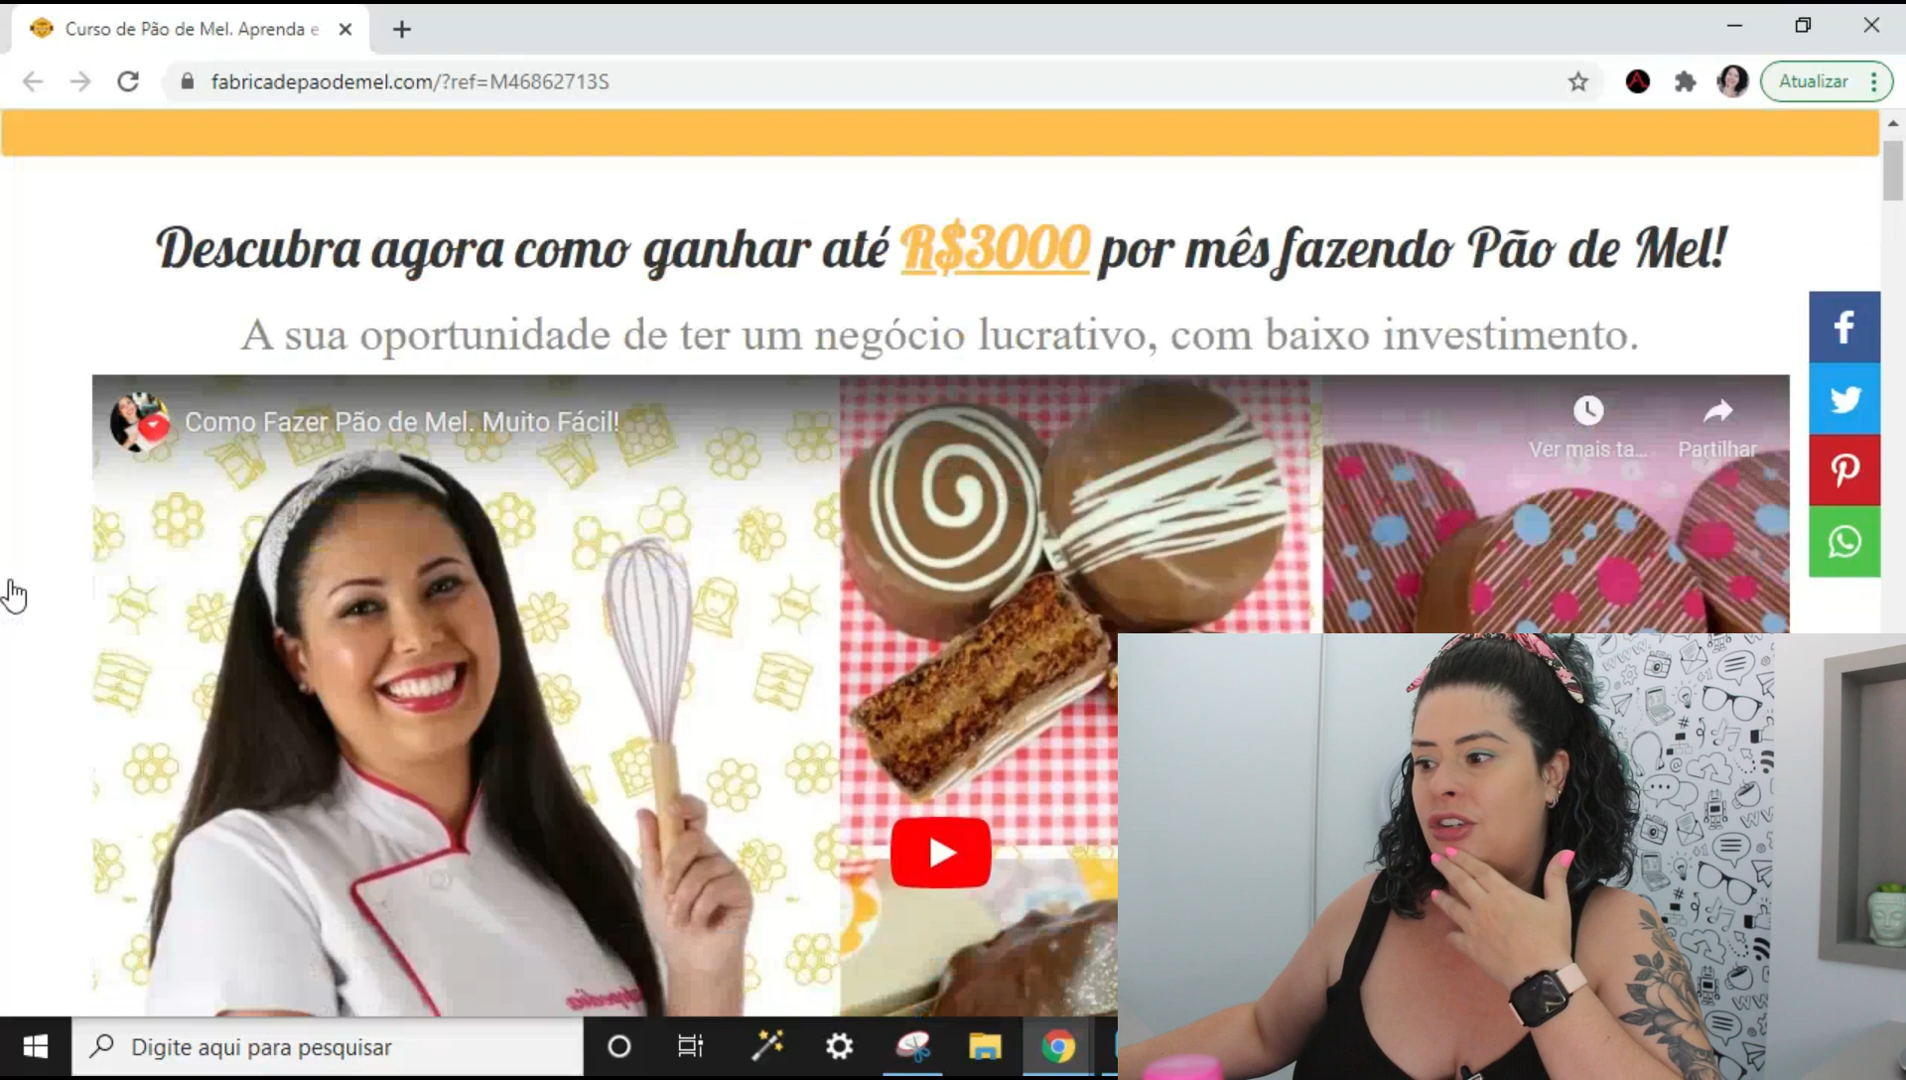 Curso de Pão de Mel. Aprenda e
fabricadepaodemel.com/?ref=M46862713S
Atualizar
Descubra agora como ganhar até R$3000 por mês fazendo Pão de Mel!
A sua oportunidade de ter um negócio lucrativo, com baixo investimento.
Como Fazer Pão de Mel. Muito Fácil!
Ver mais ta...
Partilhar
Digite aqui para pesquisar